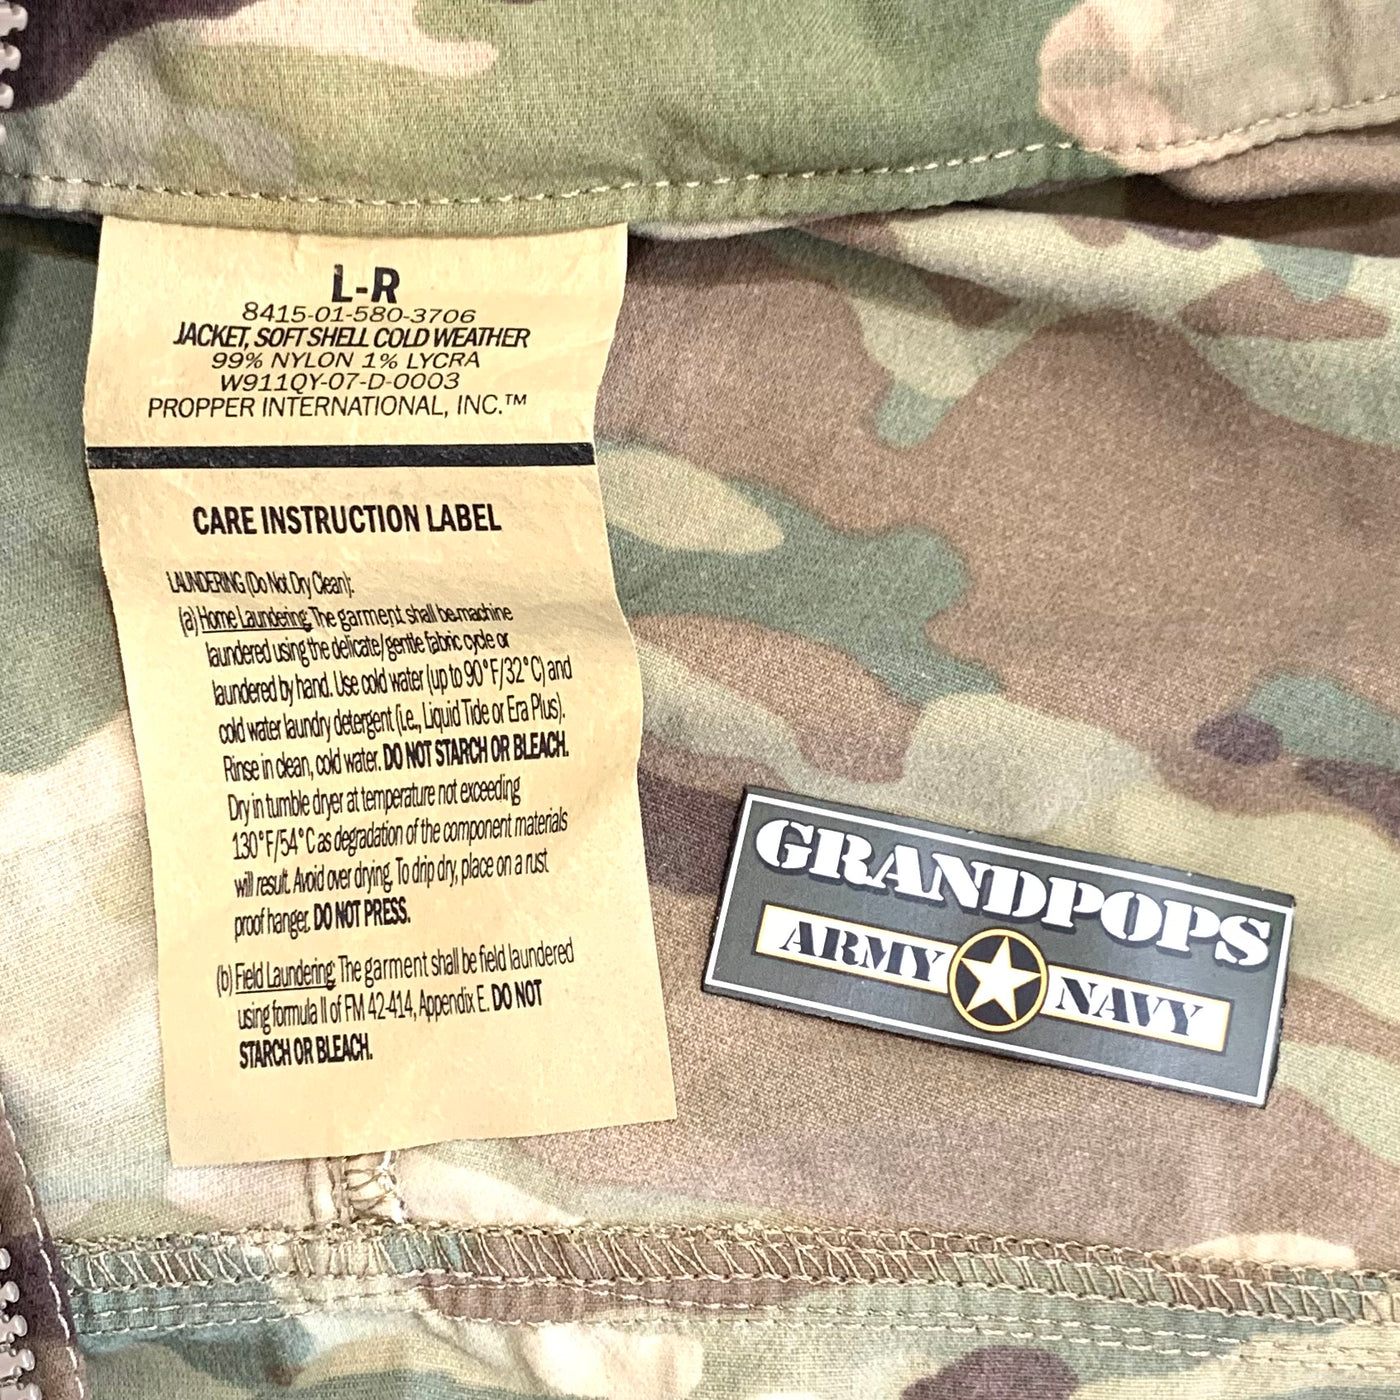 L-R
8415-01-580-3706
JACKET, SOFT SHELL COLD WEATHER
99% NYLON 1% LYCRA
W911QY-07-D-0003
PROPPER INTERNATIONAL, INC.™
CARE INSTRUCTION LABEL
LAUNDERING (Do Not Dry Clean):
(a) Home Laundering: The garment shall be machine
laundered using the delicate/gentle fabric cycle or
laundered by hand. Use cold water (up to 90°F/32°C) and
cold water laundry detergent (i.e., Liquid Tide or Era Plus).
Rinse in clean, cold water. DO NOT STARCH OR BLEACH.
Dry in tumble dryer at temperature not exceeding
130°F/54°C as degradation of the component materials
will result. Avoid over drying. To drip dry, place on a rust
proof hanger. DO NOT PRESS.
(b) Field Laundering: The garment shall be field laundered
using formula II of FM 42-414, Appendix E. DO NOT
STARCH OR BLEACH.
GRANDPOPS
ARMY NAVY